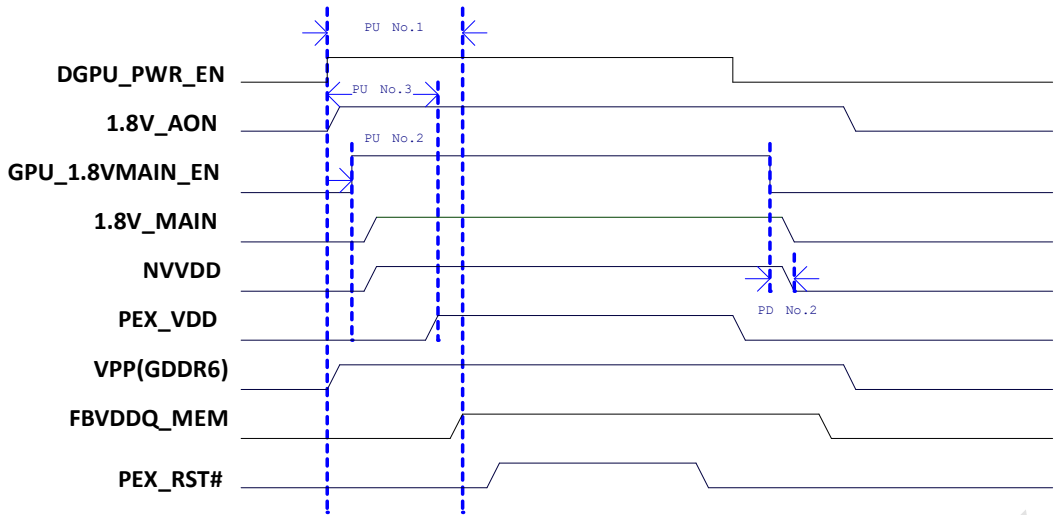 PU No.1
DGPU_PWR_EN
PU No.3
1.8V_AON
PU No.2
GPU_1.8VMAIN_EN
1.8V_MAIN
NVVDD
PD No.2
PEX_VDD
VPP(GDDR6)
FBVDDQ_MEM
PEX_RST#